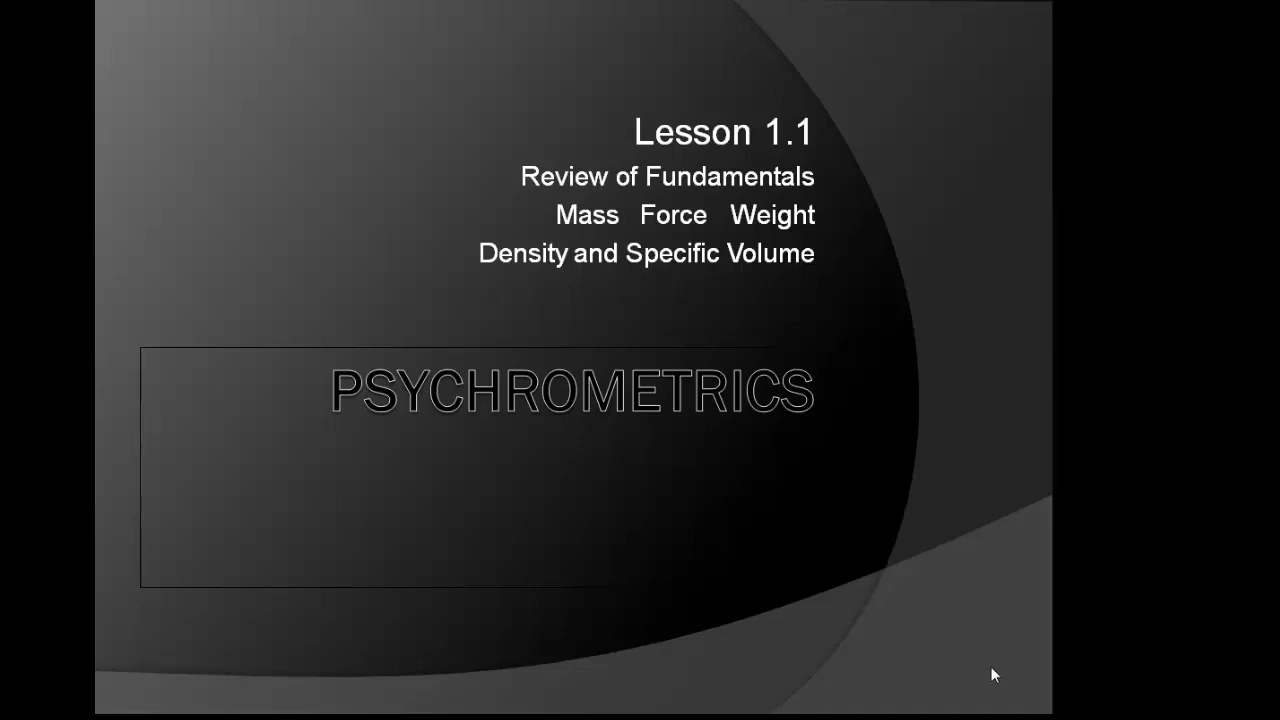 Lesson 1.1
Review of Fundamentals
Mass Force Weight
Density and Specific Volume
PSYCHROMETRICS